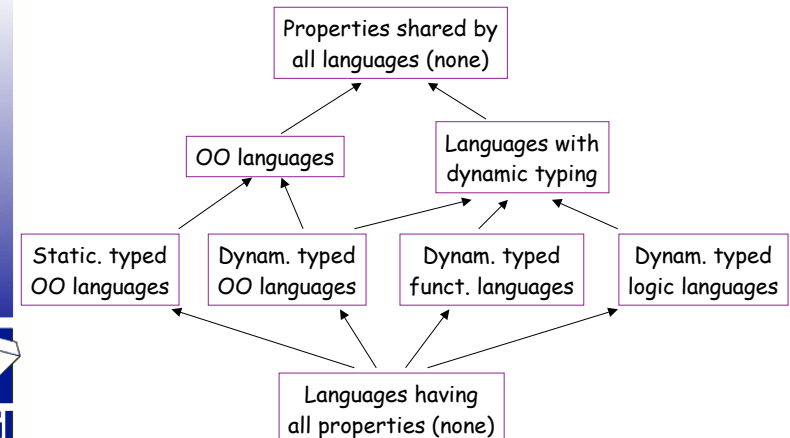 Properties shared by
all languages (none)
OO languages
Languages with
dynamic typing
Static. typed
OO languages
Dynam. typed
OO languages
Dynam. typed
funct. languages
Dynam. typed
logic languages
Languages having
all properties (none)